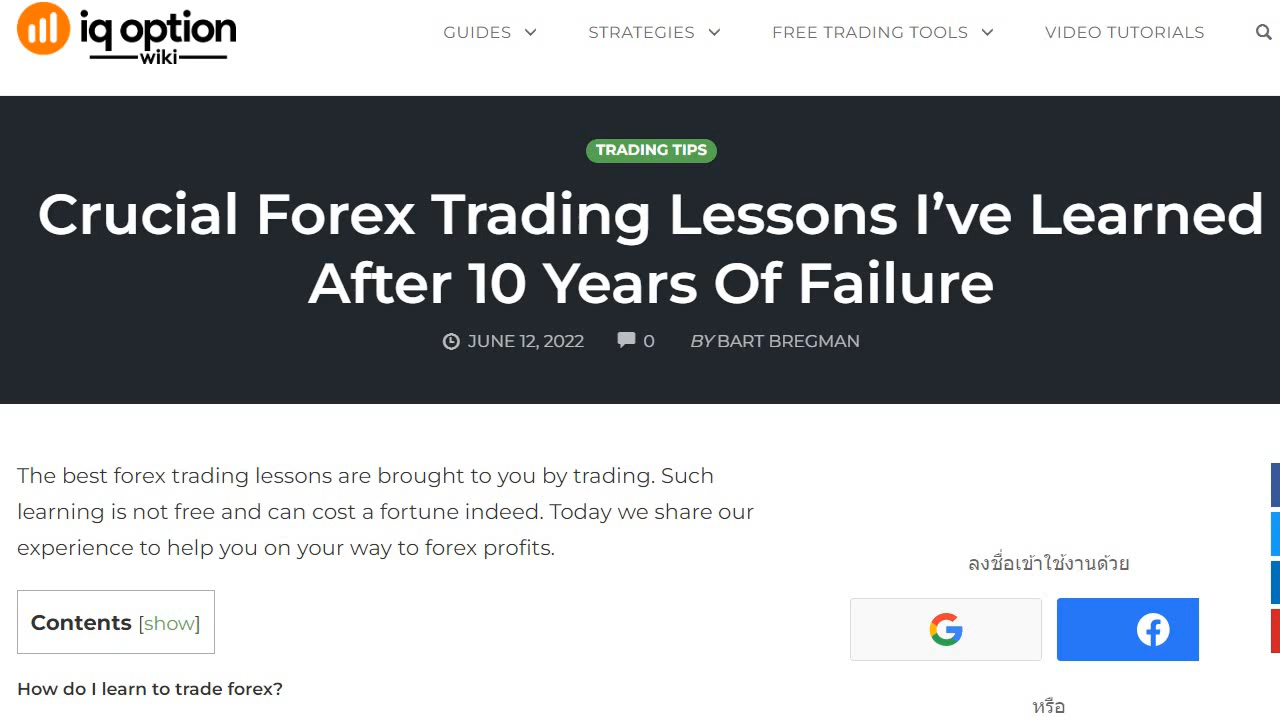 iq option
wiki
GUIDES
STRATEGIES
FREE TRADING TOOLS
VIDEO TUTORIALS
TRADING TIPS
Crucial Forex Trading Lessons I’ve Learned
After 10 Years Of Failure
JUNE 12, 2022
0
BY BART BREGMAN
The best forex trading lessons are brought to you by trading. Such
learning is not free and can cost a fortune indeed. Today we share our
experience to help you on your way to forex profits.
Contents [show]
How do I learn to trade forex?
ลงชื่อเข้าใช้งานด้วย
หรือ